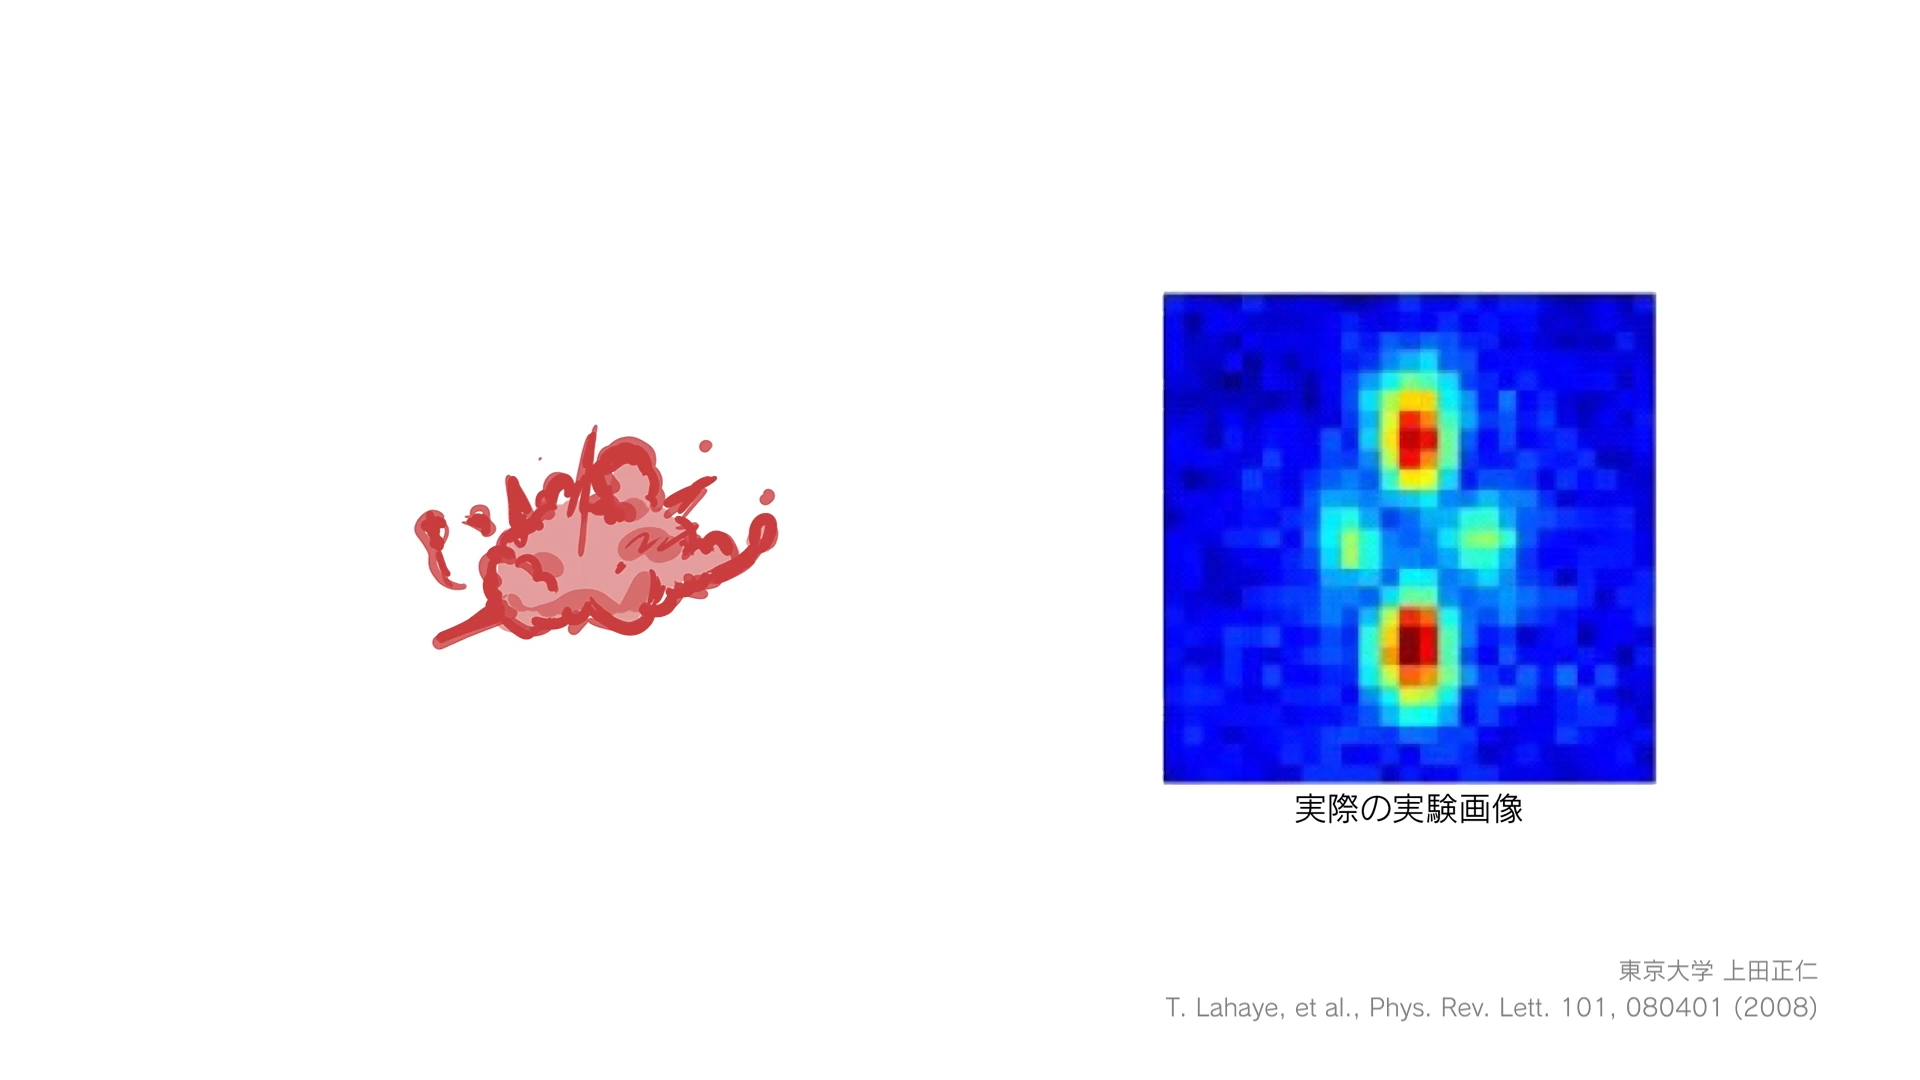 実際の実験画像
東京大学 上田正仁
T. Lahaye, et al., Phys. Rev. Lett. 101, 080401 (2008)